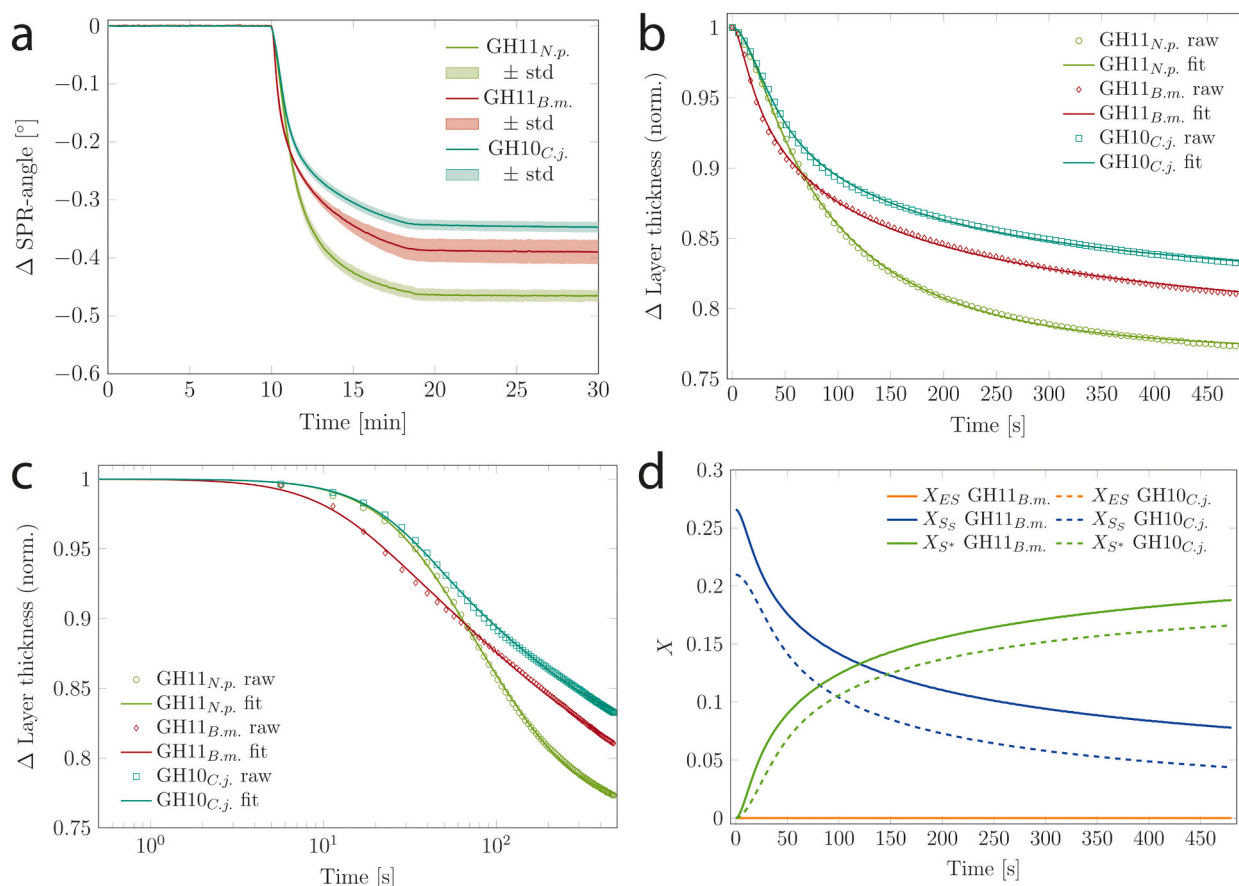 a
0
−0.1
−0.2
−0.3
−0.4
−0.5
−0.6
Δ SPR-angle [°]
GH11N.p.
± std
GH11B.m.
± std
GH10C.j.
± std
0 5 10 15 20 25 30
Time [min]
b
1
0.95
0.9
0.85
0.8
0.75
Δ Layer thickness (norm.)
GH11N.p. raw
GH11N.p. fit
GH11B.m. raw
GH11B.m. fit
GH10C.j. raw
GH10C.j. fit
0 50 100 150 200 250 300 350 400 450
Time [s]
c
1
0.95
0.9
0.85
0.8
0.75
Δ Layer thickness (norm.)
GH11N.p. raw
GH11N.p. fit
GH11B.m. raw
GH11B.m. fit
GH10C.j. raw
GH10C.j. fit
10⁰ 10¹ 10²
Time [s]
d
0.3
0.25
0.2
0.15
0.1
0.05
0
X
XES GH11B.m. XES GH10C.j.
XSS GH11B.m. XSS GH10C.j.
XS* GH11B.m. XS* GH10C.j.
0 50 100 150 200 250 300 350 400 450
Time [s]